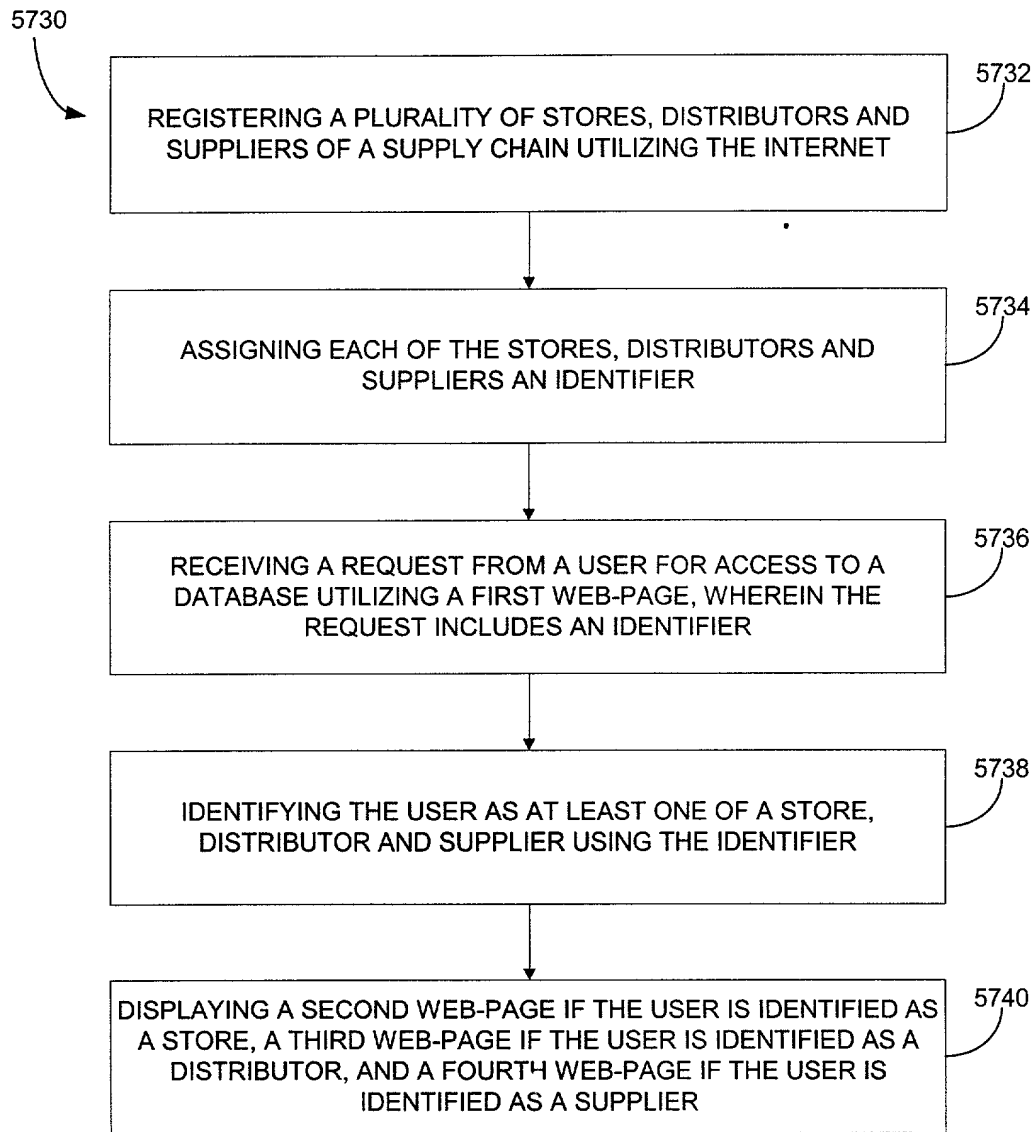 5730
5732
REGISTERING A PLURALITY OF STORES, DISTRIBUTORS AND
SUPPLIERS OF A SUPPLY CHAIN UTILIZING THE INTERNET
5734
ASSIGNING EACH OF THE STORES, DISTRIBUTORS AND
SUPPLIERS AN IDENTIFIER
5736
RECEIVING A REQUEST FROM A USER FOR ACCESS TO A
DATABASE UTILIZING A FIRST WEB-PAGE, WHEREIN THE
REQUEST INCLUDES AN IDENTIFIER
5738
IDENTIFYING THE USER AS AT LEAST ONE OF A STORE,
DISTRIBUTOR AND SUPPLIER USING THE IDENTIFIER
5740
DISPLAYING A SECOND WEB-PAGE IF THE USER IS IDENTIFIED AS
A STORE, A THIRD WEB-PAGE IF THE USER IS IDENTIFIED AS A
DISTRIBUTOR, AND A FOURTH WEB-PAGE IF THE USER IS
IDENTIFIED AS A SUPPLIER